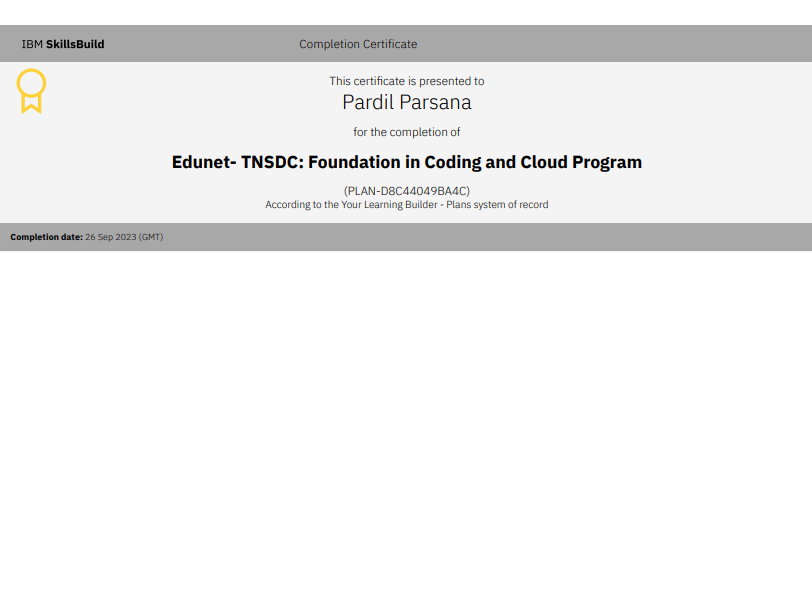 IBM SkillsBuild Completion Certificate
This certificate is presented to
Pardil Parsana
for the completion of
Edunet- TNSDC: Foundation in Coding and Cloud Program
(PLAN-D8C44049BA4C)
According to the Your Learning Builder - Plans system of record
Completion date: 26 Sep 2023 (GMT)